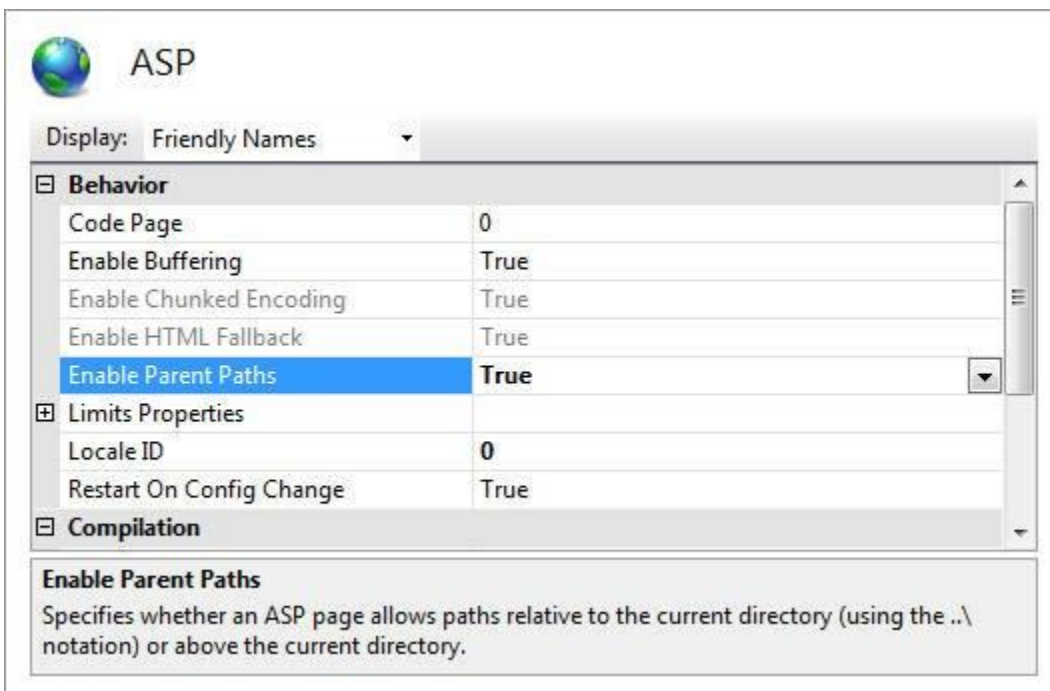 ASP
Display: Friendly Names
Behavior
Code Page 0
Enable Buffering True
Enable Chunked Encoding True
Enable HTML Fallback True
Enable Parent Paths True
Limits Properties
Locale ID 0
Restart On Config Change True
Compilation
Enable Parent Paths
Specifies whether an ASP page allows paths relative to the current directory (using the ..\
notation) or above the current directory.